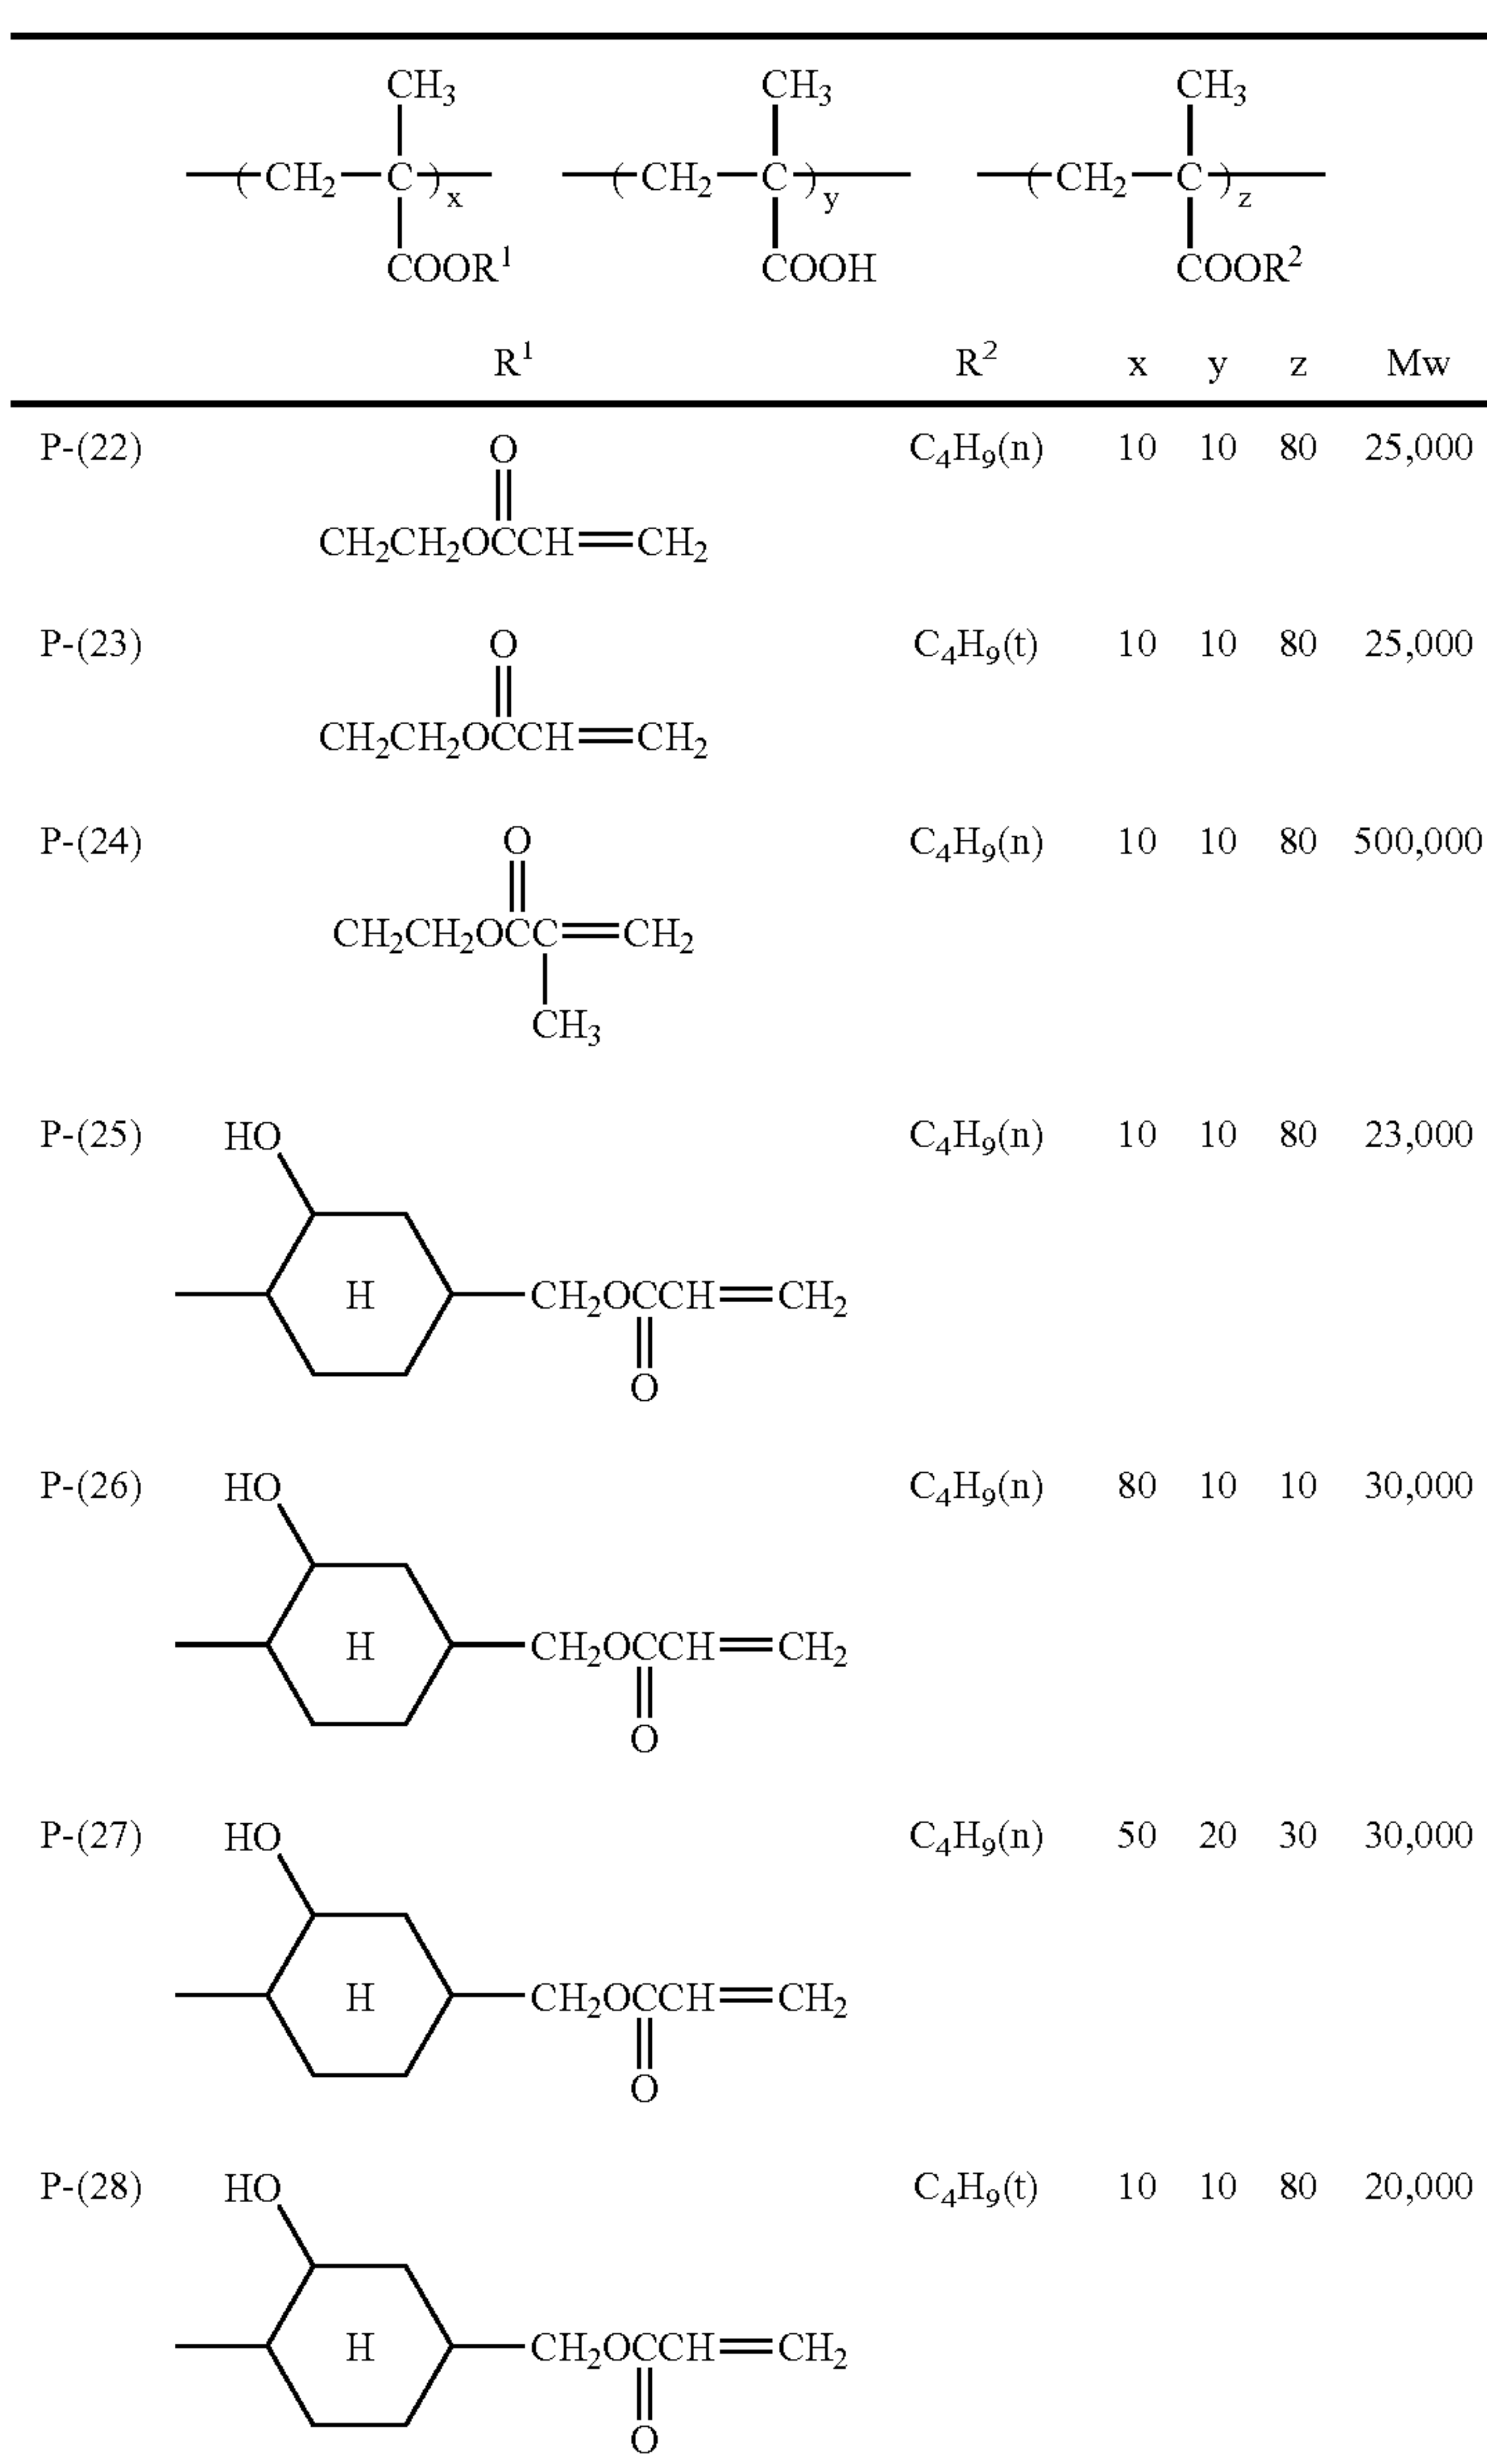 CH₃ CH₃ CH₃
—(CH₂—C)x— —(CH₂—C)y— —(CH₂—C)z—
COOR¹ COOH COOR²
R¹ R² x y z Mw
P-(22) O C₄H₉(n) 10 10 80 25,000
CH₂CH₂OCCH=CH₂
P-(23) O C₄H₉(t) 10 10 80 25,000
CH₂CH₂OCCH=CH₂
P-(24) O C₄H₉(n) 10 10 80 500,000
CH₂CH₂OCC=CH₂
CH₃
P-(25) HO C₄H₉(n) 10 10 80 23,000
H CH₂OCCH=CH₂
O
P-(26) HO C₄H₉(n) 80 10 10 30,000
H CH₂OCCH=CH₂
O
P-(27) HO C₄H₉(n) 50 20 30 30,000
H CH₂OCCH=CH₂
O
P-(28) HO C₄H₉(t) 10 10 80 20,000
H CH₂OCCH=CH₂
O